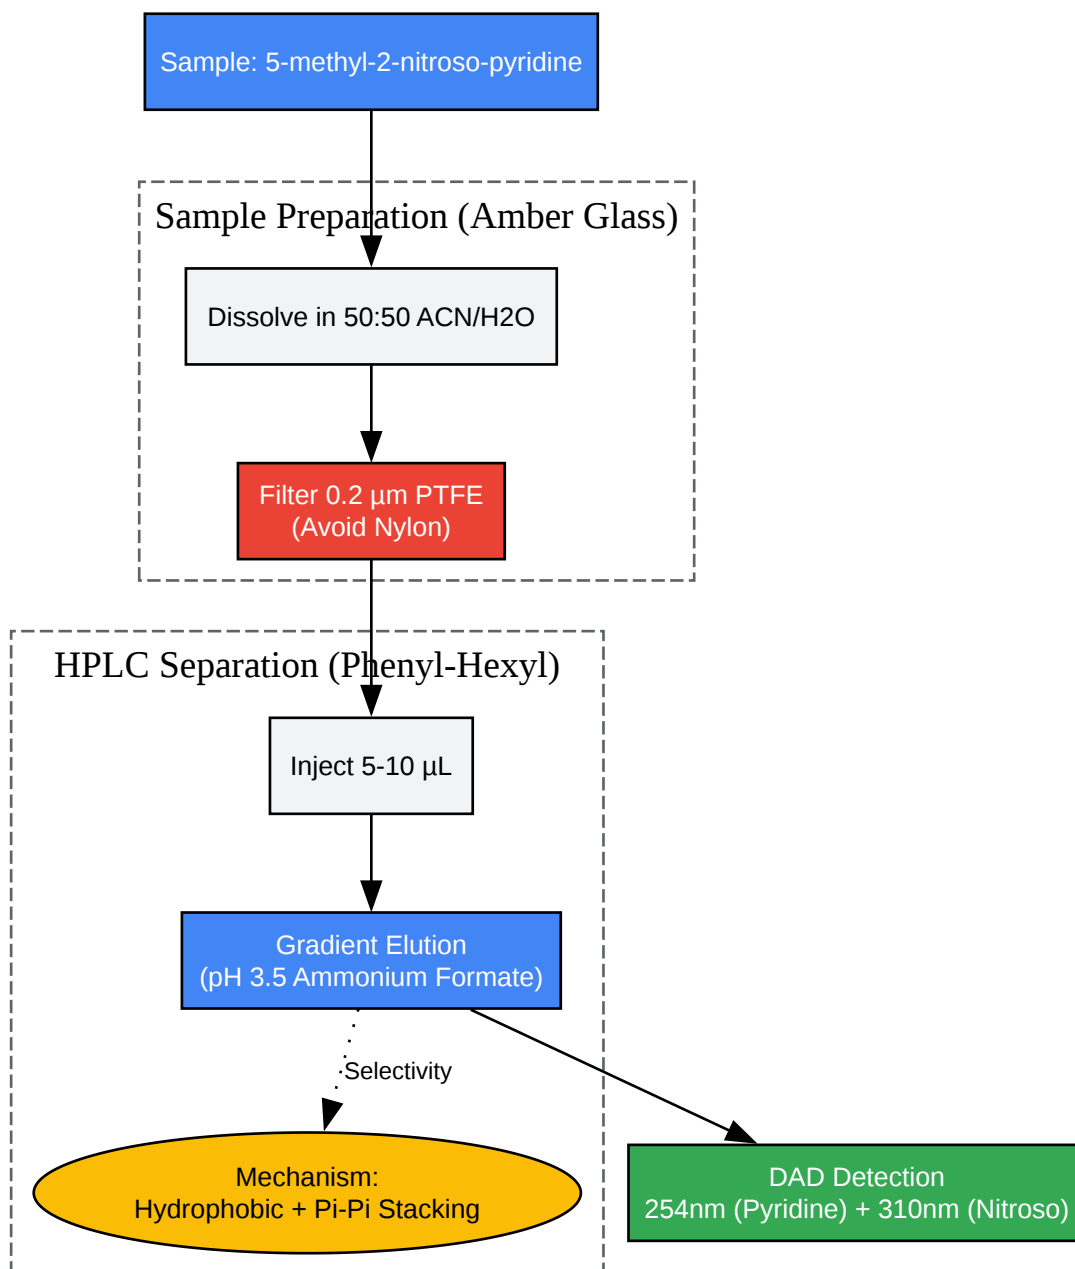 Sample: 5-methyl-2-nitroso-pyridine
Sample Preparation (Amber Glass)
Dissolve in 50:50 ACN/H2O
Filter 0.2 µm PTFE
(Avoid Nylon)
HPLC Separation (Phenyl-Hexyl)
Inject 5-10 µL
Gradient Elution
(pH 3.5 Ammonium Formate)
Selectivity
Mechanism:
Hydrophobic + Pi-Pi Stacking
DAD Detection
254nm (Pyridine) + 310nm (Nitroso)